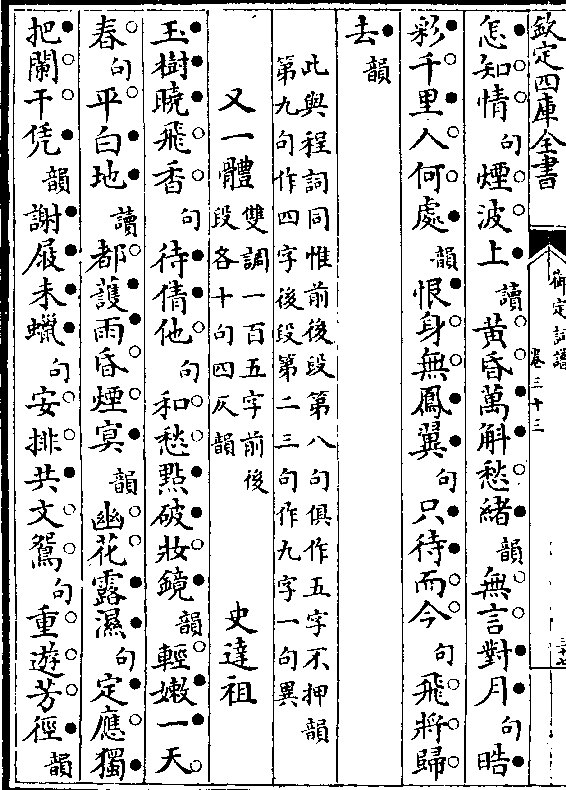 欽定四庫全書
御定詞譜
卷三十三
怎知情句煙波上讀黃昏萬斛愁緒韻無言對月句晧
彩千里人何處韻恨身無鳳翼句只待而今句飛將歸
去韻
此與程詞同惟前後段第八句俱作五字不押韻
第九句作四字後段第二三句作九字一句異
又一體 雙調一百五字前後
段各十句四仄韻 史達祖
玉樹曉飛香句待倩他句和愁點破妝鏡韻輕嫩一天
春句平白地讀都護雨昏煙冥韻幽花露濕句定應獨
把闌干凭韻謝屐未蠟句安排共文鴛句重遊芳徑韻